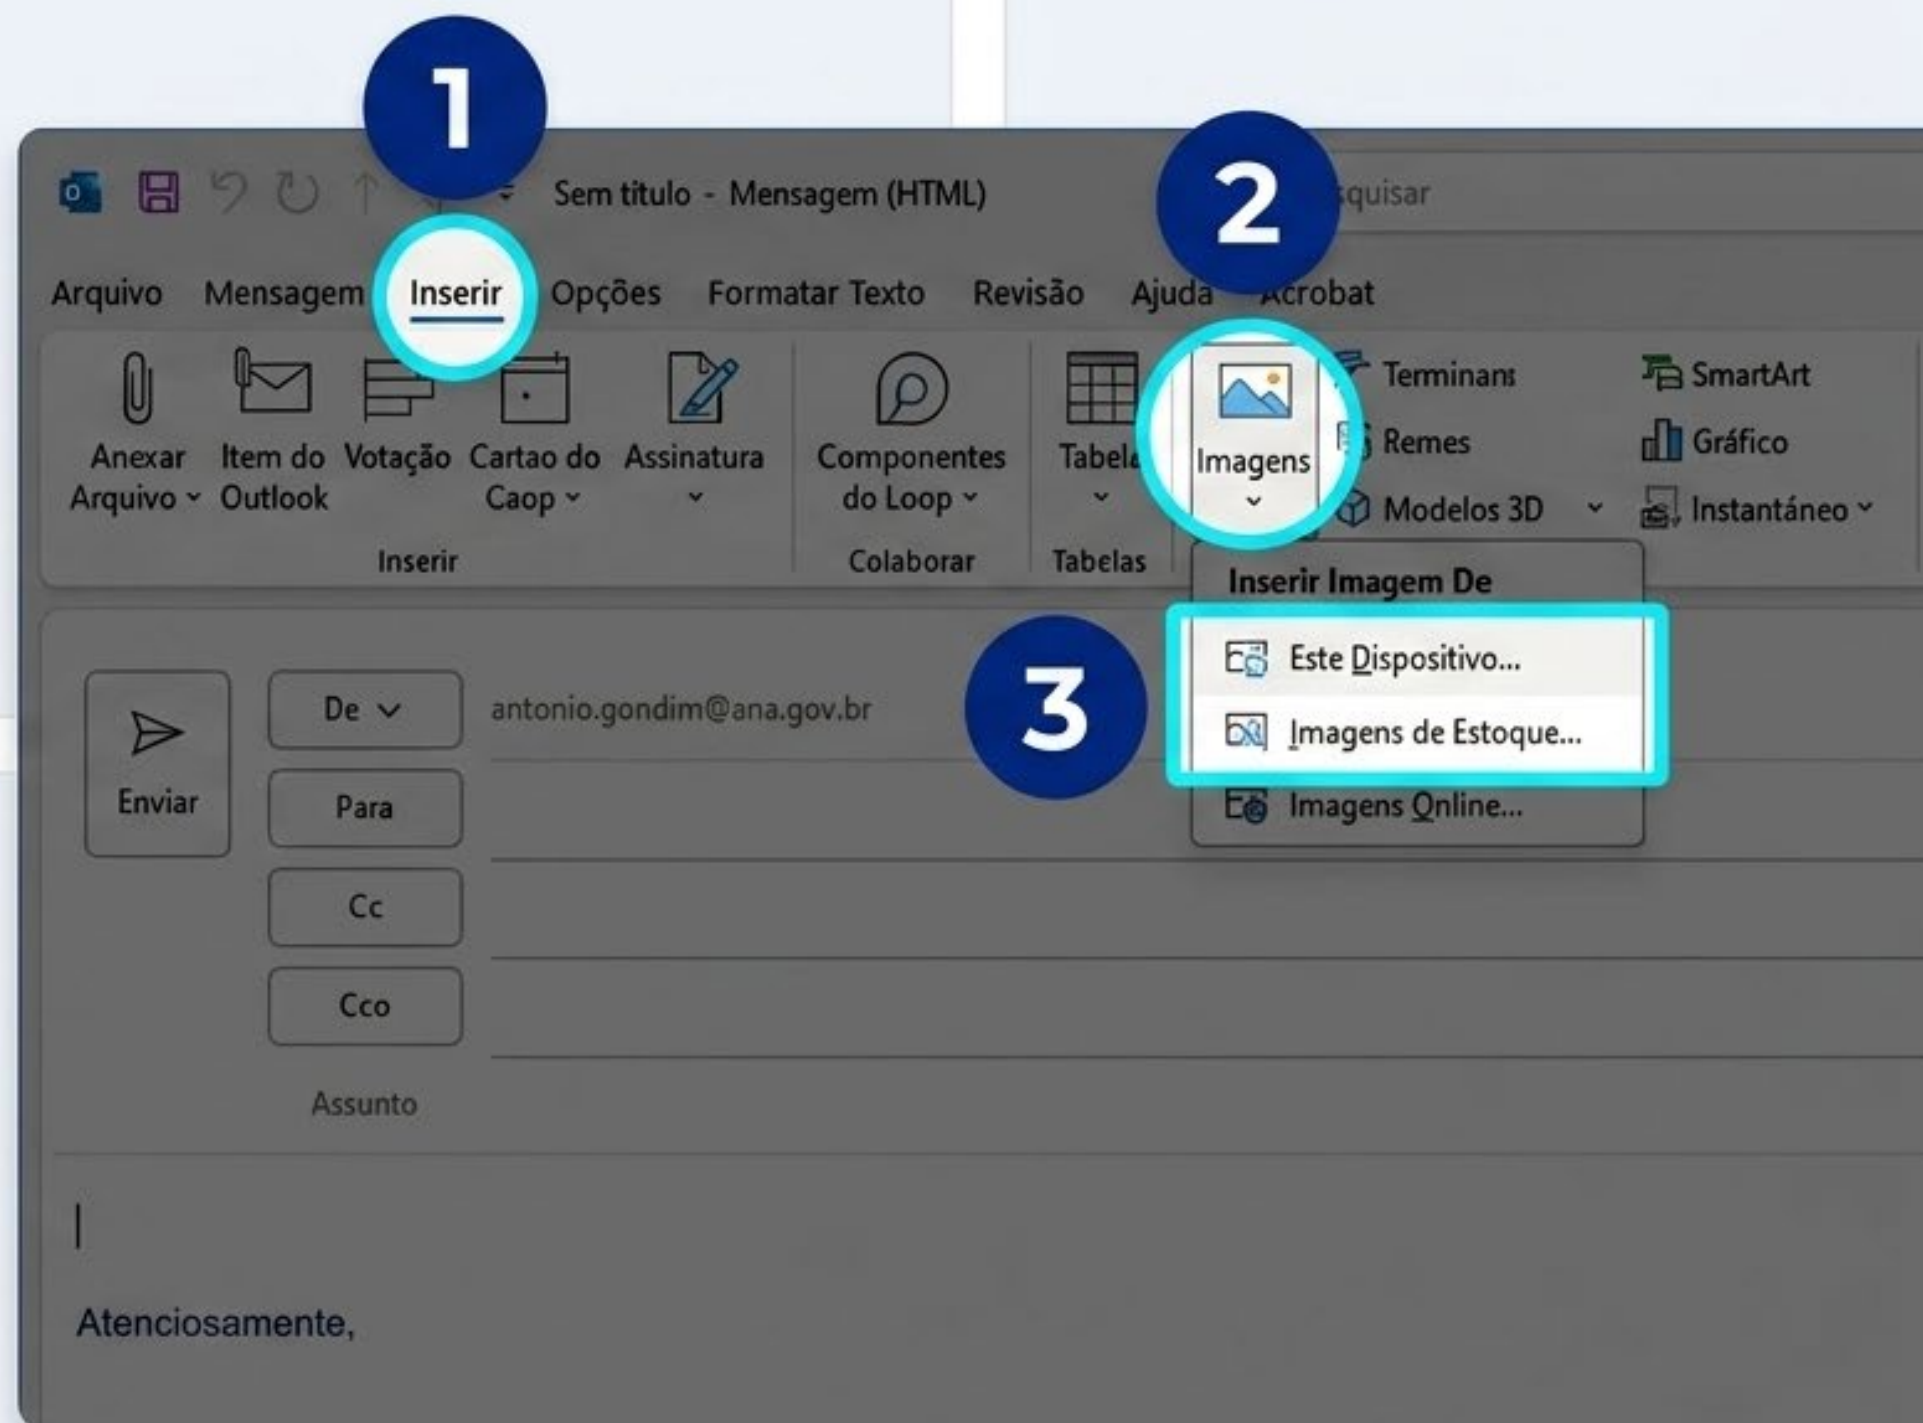 1
2
Sem titulo - Mensagem (HTML)
squisar
Arquivo Mensagem Inserir Opções Formatar Texto Revisão Ajuda Acrobat
Anexar Arquivo
Item do Outlook
Votação
Cartao do Caop
Assinatura
Inserir
Componentes do Loop
Colaborar
Tabela
Tabelas
Imagens
Terminans
Remes
Modelos 3D
SmartArt
Gráfico
Instantáneo
Inserir Imagem De
3
Este Dispositivo...
Imagens de Estoque...
Imagens Online...
Enviar
De
antonio.gondim@ana.gov.br
Para
Cc
Cco
Assunto
Atenciosamente,